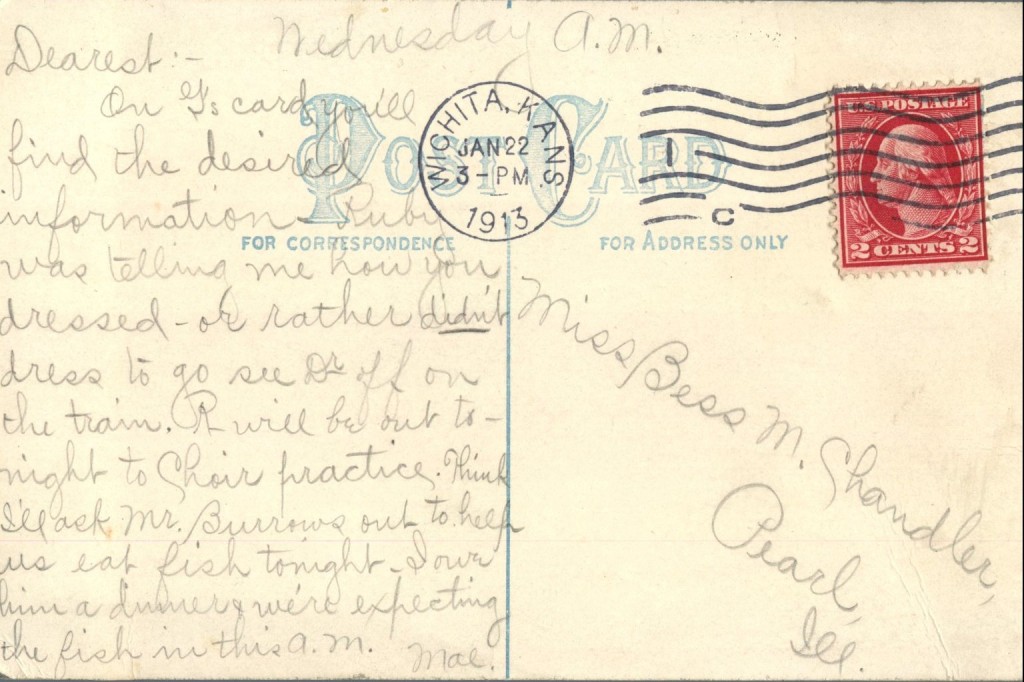 Wednesday A.M.
Dearest :-
On G's card you'll
find the desired
information - Ruby
was telling me how you
dressed - or rather didn't
dress to go see Dr off on
the train. R will be out to-
night to Choir practice. Think
I'll ask Mr. Burrows out to help
us eat fish tonight - I owe
him a dinner & we're expecting
the fish in this A.M.
Mae.
POST CARD
FOR CORRESPONDENCE
FOR ADDRESS ONLY
WICHITA, KANS.
JAN 22
3 - PM
1913
1
C
U.S. POSTAGE
2 CENTS 2
Miss Bess M. Chandler,
Pearl,
Ill.